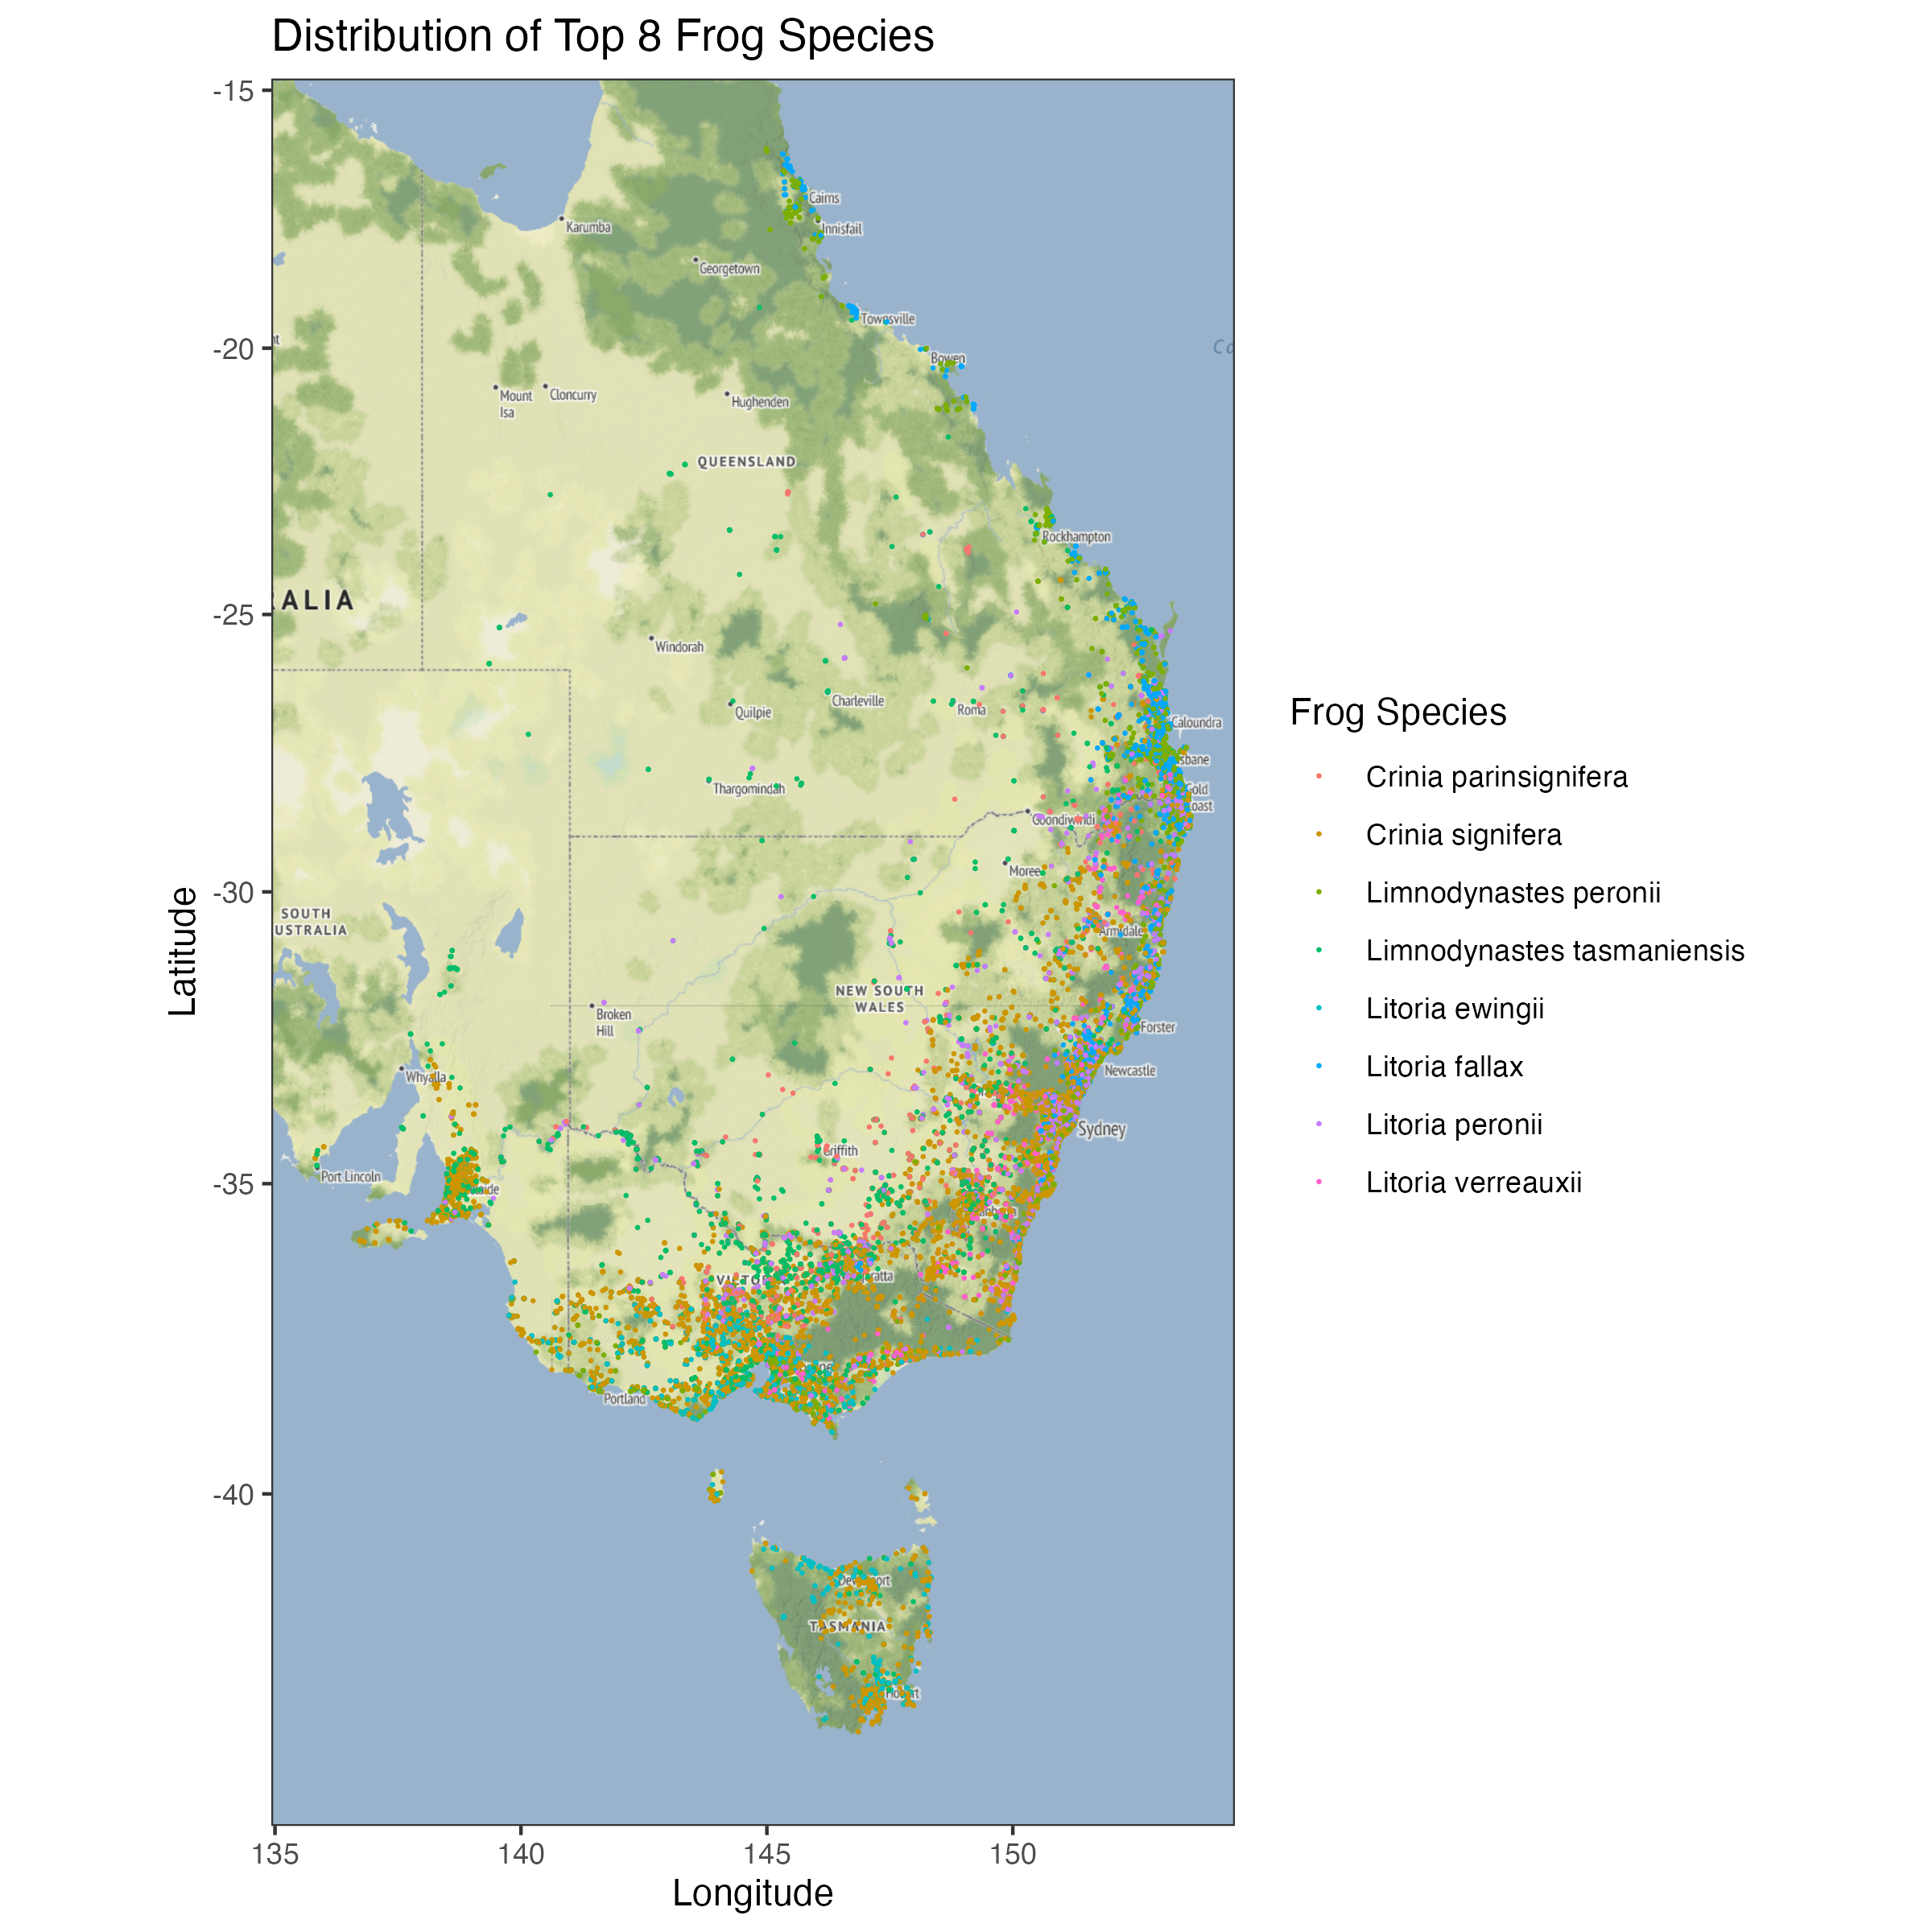 Distribution of Top 8 Frog Species
-15
-20
-25
-30
-35
-40
Latitude
135
140
145
150
Longitude
Cairns
Innisfail
Karumba
Georgetown
Townsville
Bowen
Mount
Isa
Cloncurry
Hughenden
QUEENSLAND
Rockhampton
RALIA
Windorah
Charleville
Quilpie
Roma
Caloundra
sbane
Thargomindah
Gold
oast
Goondiwindi
Moree
SOUTH
USTRALIA
Armidale
NEW SOUTH
WALES
Broken
Hill
Forster
Whyalla
Newcastle
Sydney
Griffith
Port Lincoln
aide
VICTO
aratta
Portland
Devonport
TASMANIA
Hobart
Frog Species
Crinia parinsignifera
Crinia signifera
Limnodynastes peronii
Limnodynastes tasmaniensis
Litoria ewingii
Litoria fallax
Litoria peronii
Litoria verreauxii